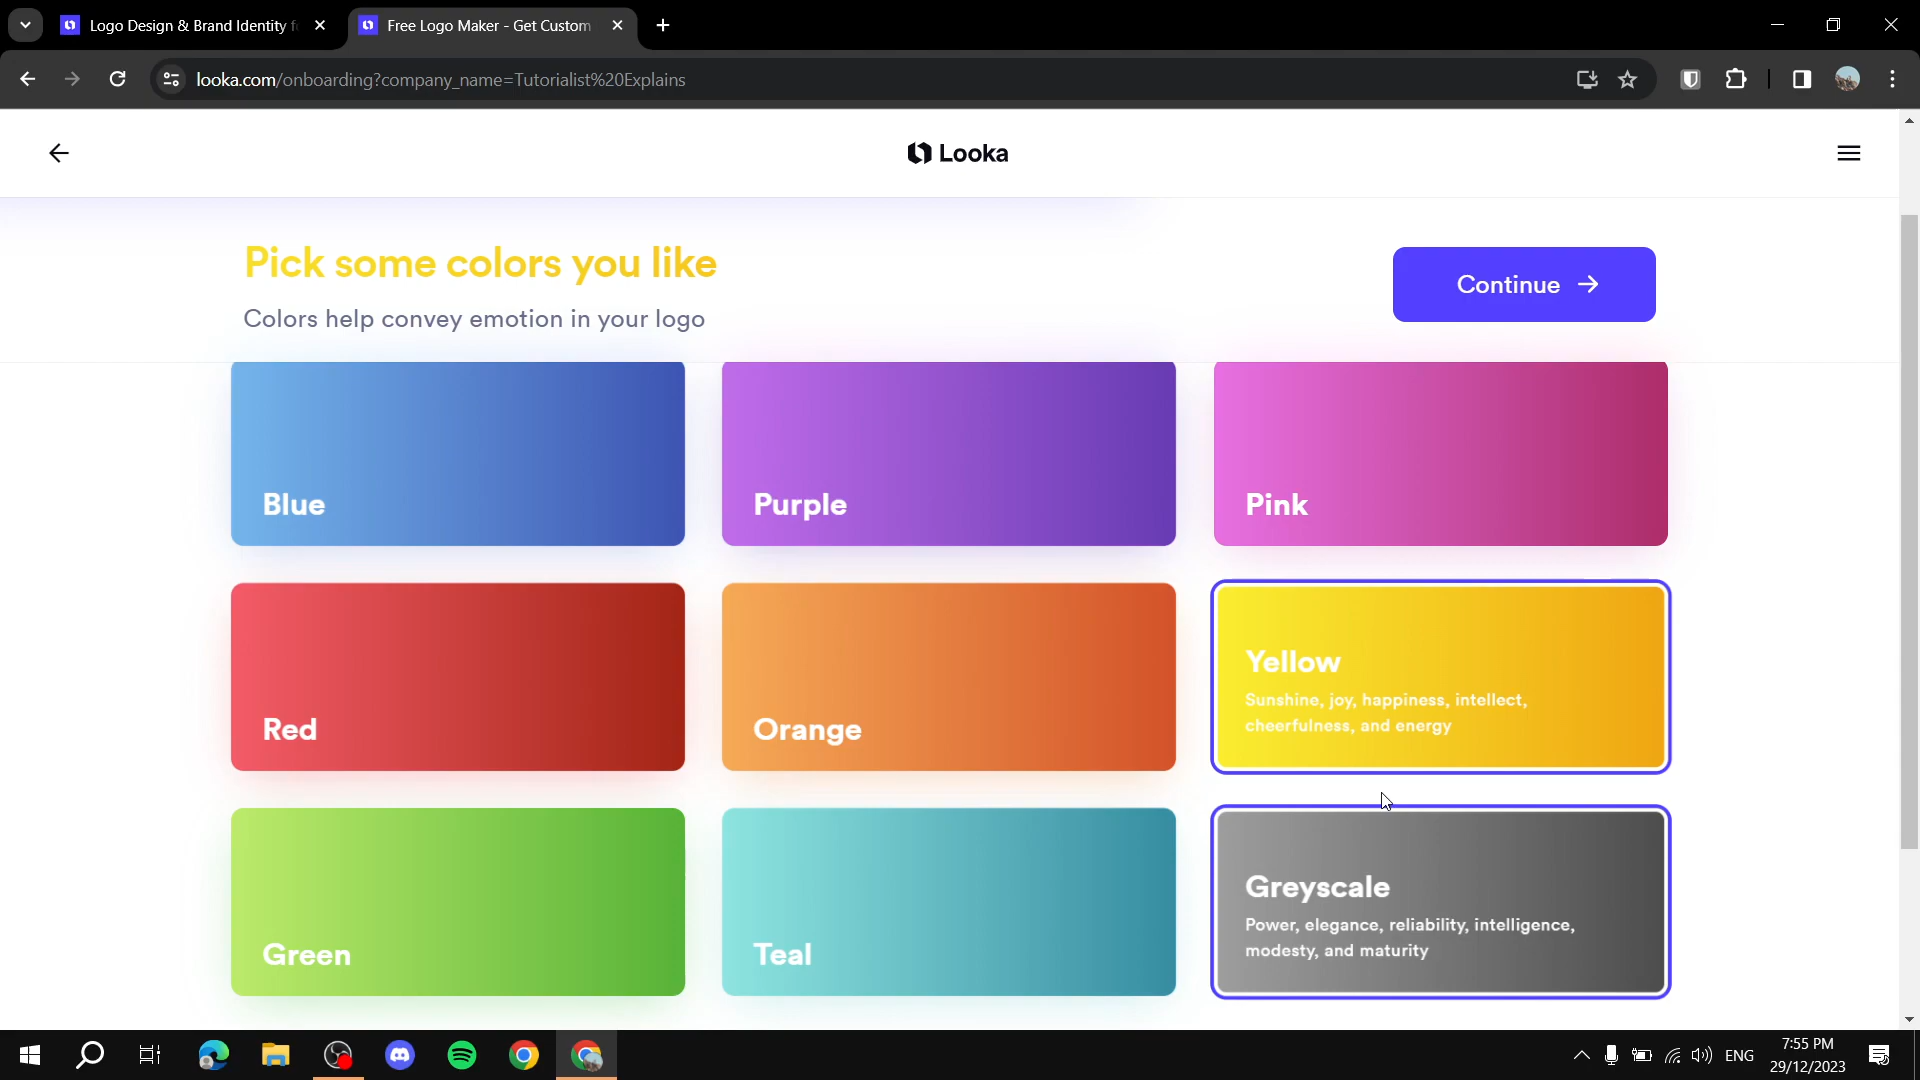 Logo Design & Brand Identity f
Free Logo Maker - Get Custom
looka.com/onboarding?company_name=Tutorialist%20Explains
Looka
Pick some colors you like
Continue →
Colors help convey emotion in your logo
Blue
Purple
Pink
Red
Orange
Yellow
Sunshine, joy, happiness, intellect,
cheerfulness, and energy
Green
Teal
Greyscale
Power, elegance, reliability, intelligence,
modesty, and maturity
ENG
7:55 PM
29/12/2023